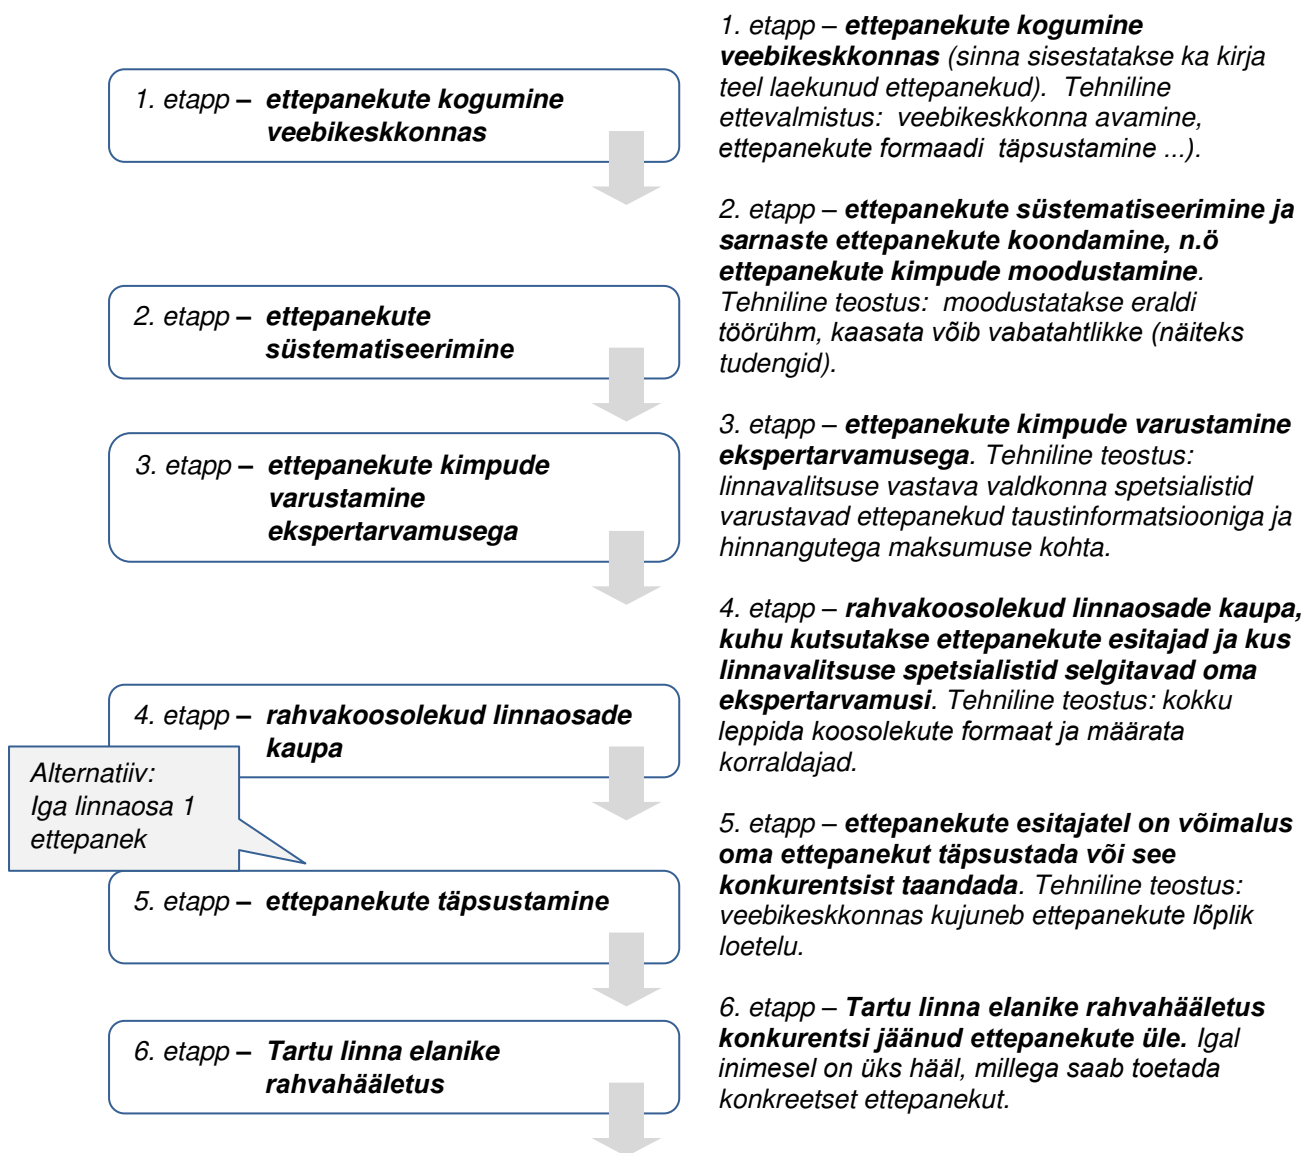 1. etapp – ettepanekute kogumine
veebikeskkonnas
2. etapp – ettepanekute
süstematiseerimine
3. etapp – ettepanekute kimpude
varustamine
ekspertarvamusega
4. etapp – rahvakoosolekud linnaosade
kaupa
Alternatiiv:
Iga linnaosa 1
ettepanek
5. etapp – ettepanekute täpsustamine
6. etapp – Tartu linna elanike
rahvahääletus
1. etapp – ettepanekute kogumine
veebikeskkonnas (sinna sisestatakse ka kirja
teel laekunud ettepanekud).  Tehniline
ettevalmistus:  veebikeskkonna avamine,
ettepanekute formaadi  täpsustamine ...).
2. etapp – ettepanekute süstematiseerimine ja
sarnaste ettepanekute koondamine, n.ö
ettepanekute kimpude moodustamine.
Tehniline teostus:  moodustatakse eraldi
töörühm, kaasata võib vabatahtlikke (näiteks
tudengid).
3. etapp – ettepanekute kimpude varustamine
ekspertarvamusega. Tehniline teostus:
linnavalitsuse vastava valdkonna spetsialistid
varustavad ettepanekud taustinformatsiooniga ja
hinnangutega maksumuse kohta.
4. etapp – rahvakoosolekud linnaosade kaupa,
kuhu kutsutakse ettepanekute esitajad ja kus
linnavalitsuse spetsialistid selgitavad oma
ekspertarvamusi. Tehniline teostus: kokku
leppida koosolekute formaat ja määrata
korraldajad.
5. etapp – ettepanekute esitajatel on võimalus
oma ettepanekut täpsustada või see
konkurentsist taandada. Tehniline teostus:
veebikeskkonnas kujuneb ettepanekute lõplik
loetelu.
6. etapp – Tartu linna elanike rahvahääletus
konkurentsi jäänud ettepanekute üle. Igal
inimesel on üks hääl, millega saab toetada
konkreetset ettepanekut.